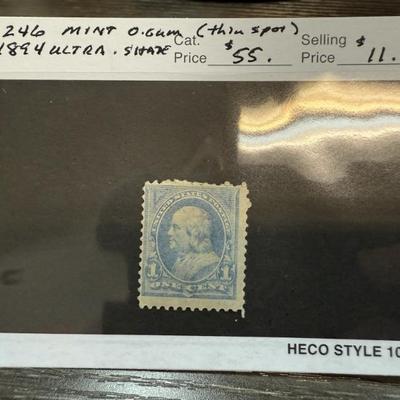 246 MINT O.GUM (thin spot) Cat. Price $55. Selling Price $11.
1894 ULTRA. SHADE
UNITED STATES POSTAGE
1 1
ONE CENT
HECO STYLE 10